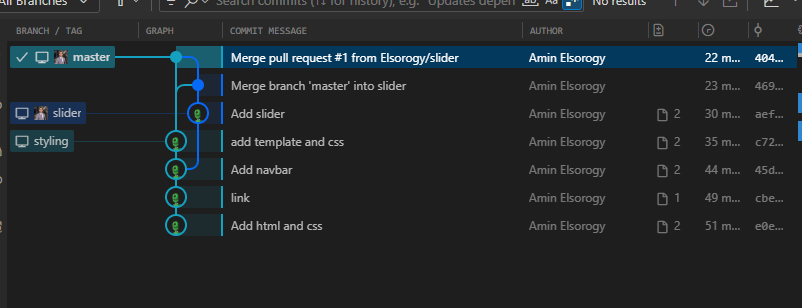 All Branches Search commits (↑↓ for history), e.g. "Updates depen ab Aa .* No results
BRANCH / TAG GRAPH COMMIT MESSAGE AUTHOR
master Merge pull request #1 from Elsorogy/slider Amin Elsorogy 22 m... 404...
Merge branch 'master' into slider Amin Elsorogy 23 m... 469...
slider Add slider Amin Elsorogy 2 30 m... aef...
styling add template and css Amin Elsorogy 2 35 m... c72...
Add navbar Amin Elsorogy 2 44 m... 45d...
link Amin Elsorogy 1 49 m... cbe...
Add html and css Amin Elsorogy 2 51 m... e0e...